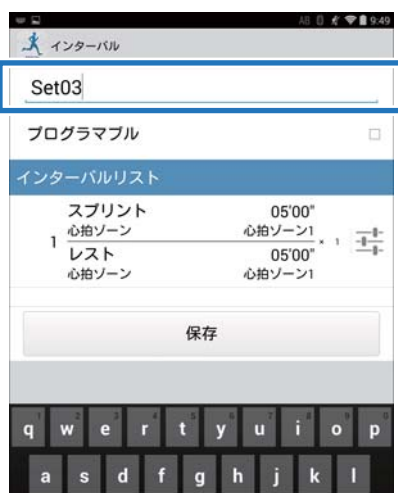 AB 9:49
インターバル
Set03
プログラマブル
インターバルリスト
スプリント 05'00"
心拍ゾーン 心拍ゾーン1
1 × 1
レスト 05'00"
心拍ゾーン 心拍ゾーン1
保存
q w e r t y u i o p
a s d f g h j k l